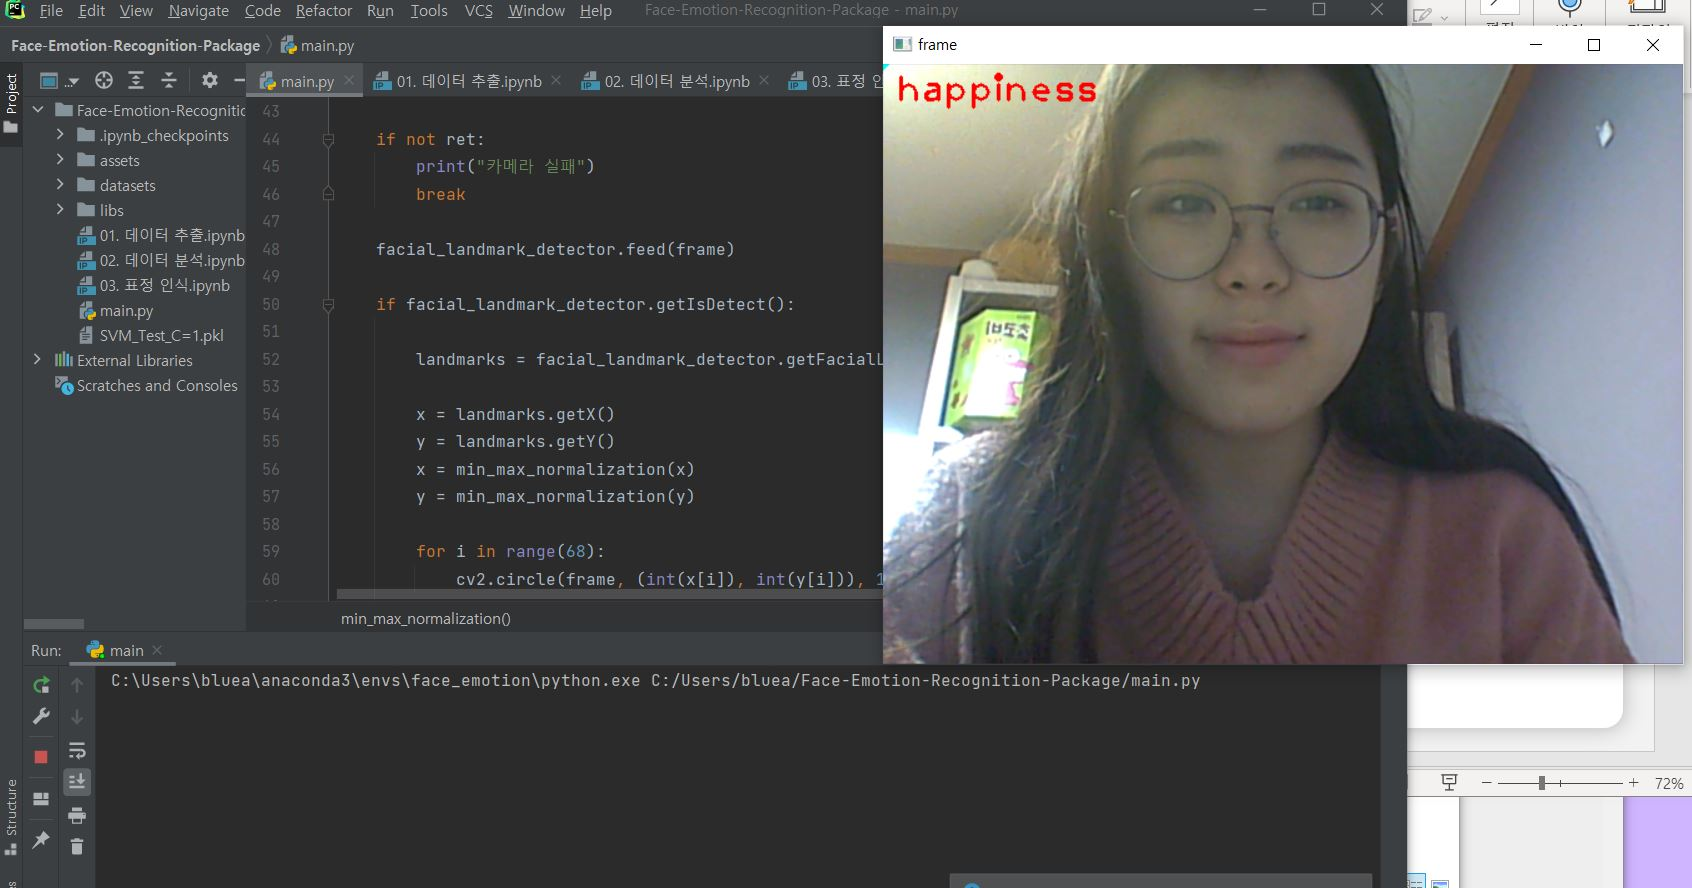 File Edit View Navigate Code Refactor Run Tools VCS Window Help Face-Emotion-Recognition-Package - main.py
Face-Emotion-Recognition-Package main.py
frame
happiness
Project
main.py 01. 데이터 추출.ipynb 02. 데이터 분석.ipynb 03. 표정 인
Face-Emotion-Recognitic
.ipynb_checkpoints
assets
datasets
libs
01. 데이터 추출.ipynb
02. 데이터 분석.ipynb
03. 표정 인식.ipynb
main.py
SVM_Test_C=1.pkl
External Libraries
Scratches and Consoles
43
44 if not ret:
45 print("카메라 실패")
46 break
47
48 facial_landmark_detector.feed(frame)
49
50 if facial_landmark_detector.getIsDetect():
51
52 landmarks = facial_landmark_detector.getFacialL
53
54 x = landmarks.getX()
55 y = landmarks.getY()
56 x = min_max_normalization(x)
57 y = min_max_normalization(y)
58
59 for i in range(68):
60 cv2.circle(frame, (int(x[i]), int(y[i])), 1
min_max_normalization()
Run: main
C:\Users\bluea\anaconda3\envs\face_emotion\python.exe C:/Users/bluea/Face-Emotion-Recognition-Package/main.py
Structure
72%